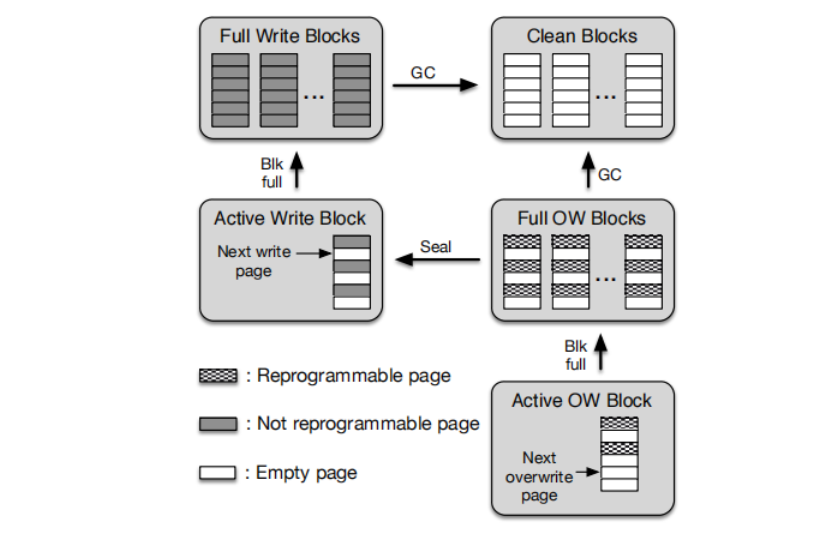 Full Write Blocks
...
GC
Clean Blocks
...
Blk
full
GC
Active Write Block
Next write
page
Seal
Full OW Blocks
...
Blk
full
: Reprogrammable page
: Not reprogrammable page
: Empty page
Active OW Block
Next
overwrite
page